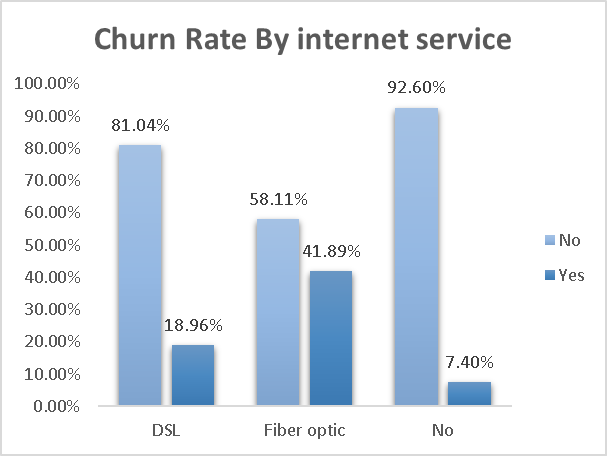 Churn Rate By internet service
100.00%
90.00%
80.00%
70.00%
60.00%
50.00%
40.00%
30.00%
20.00%
10.00%
0.00%
81.04%
18.96%
58.11%
41.89%
92.60%
7.40%
DSL
Fiber optic
No
No
Yes